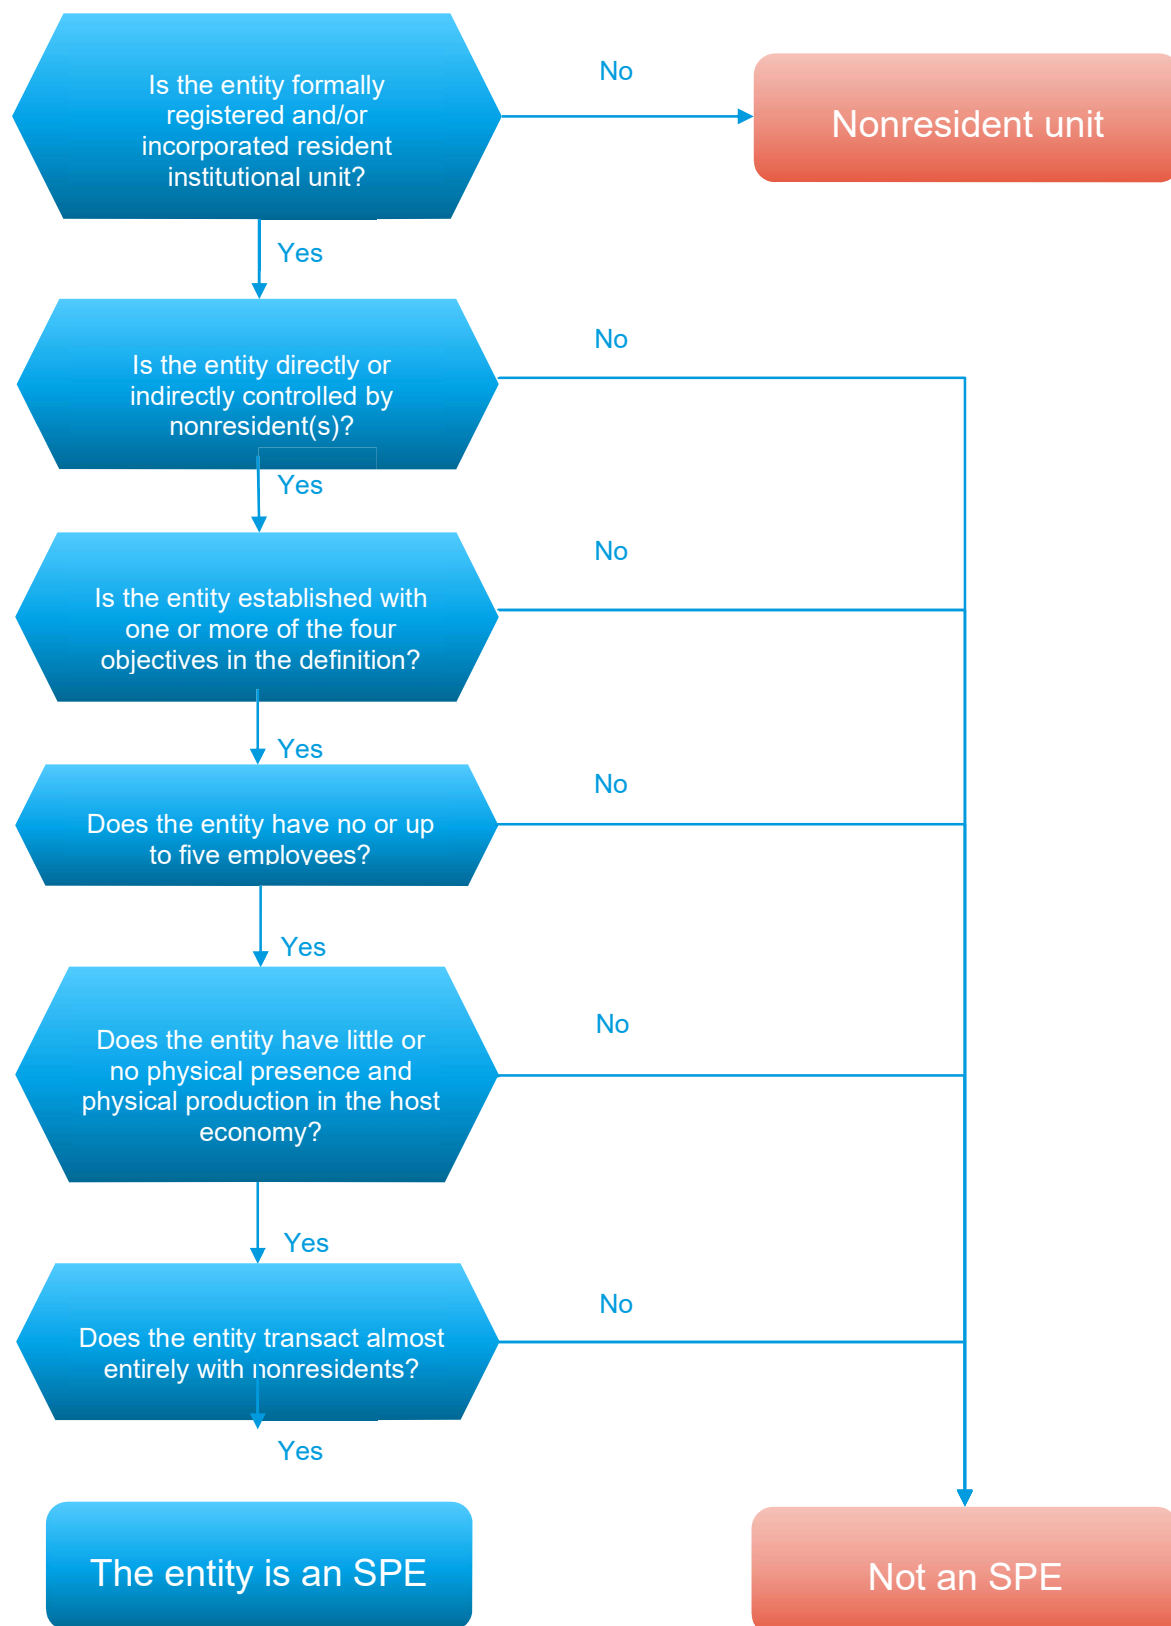 Is the entity formally
registered and/or
incorporated resident
institutional unit?
No
Nonresident unit
Yes
Is the entity directly or
indirectly controlled by
nonresident(s)?
No
Yes
Is the entity established with
one or more of the four
objectives in the definition?
No
Yes
Does the entity have no or up
to five employees?
No
Yes
Does the entity have little or
no physical presence and
physical production in the host
economy?
No
Yes
Does the entity transact almost
entirely with nonresidents?
No
Yes
The entity is an SPE
Not an SPE